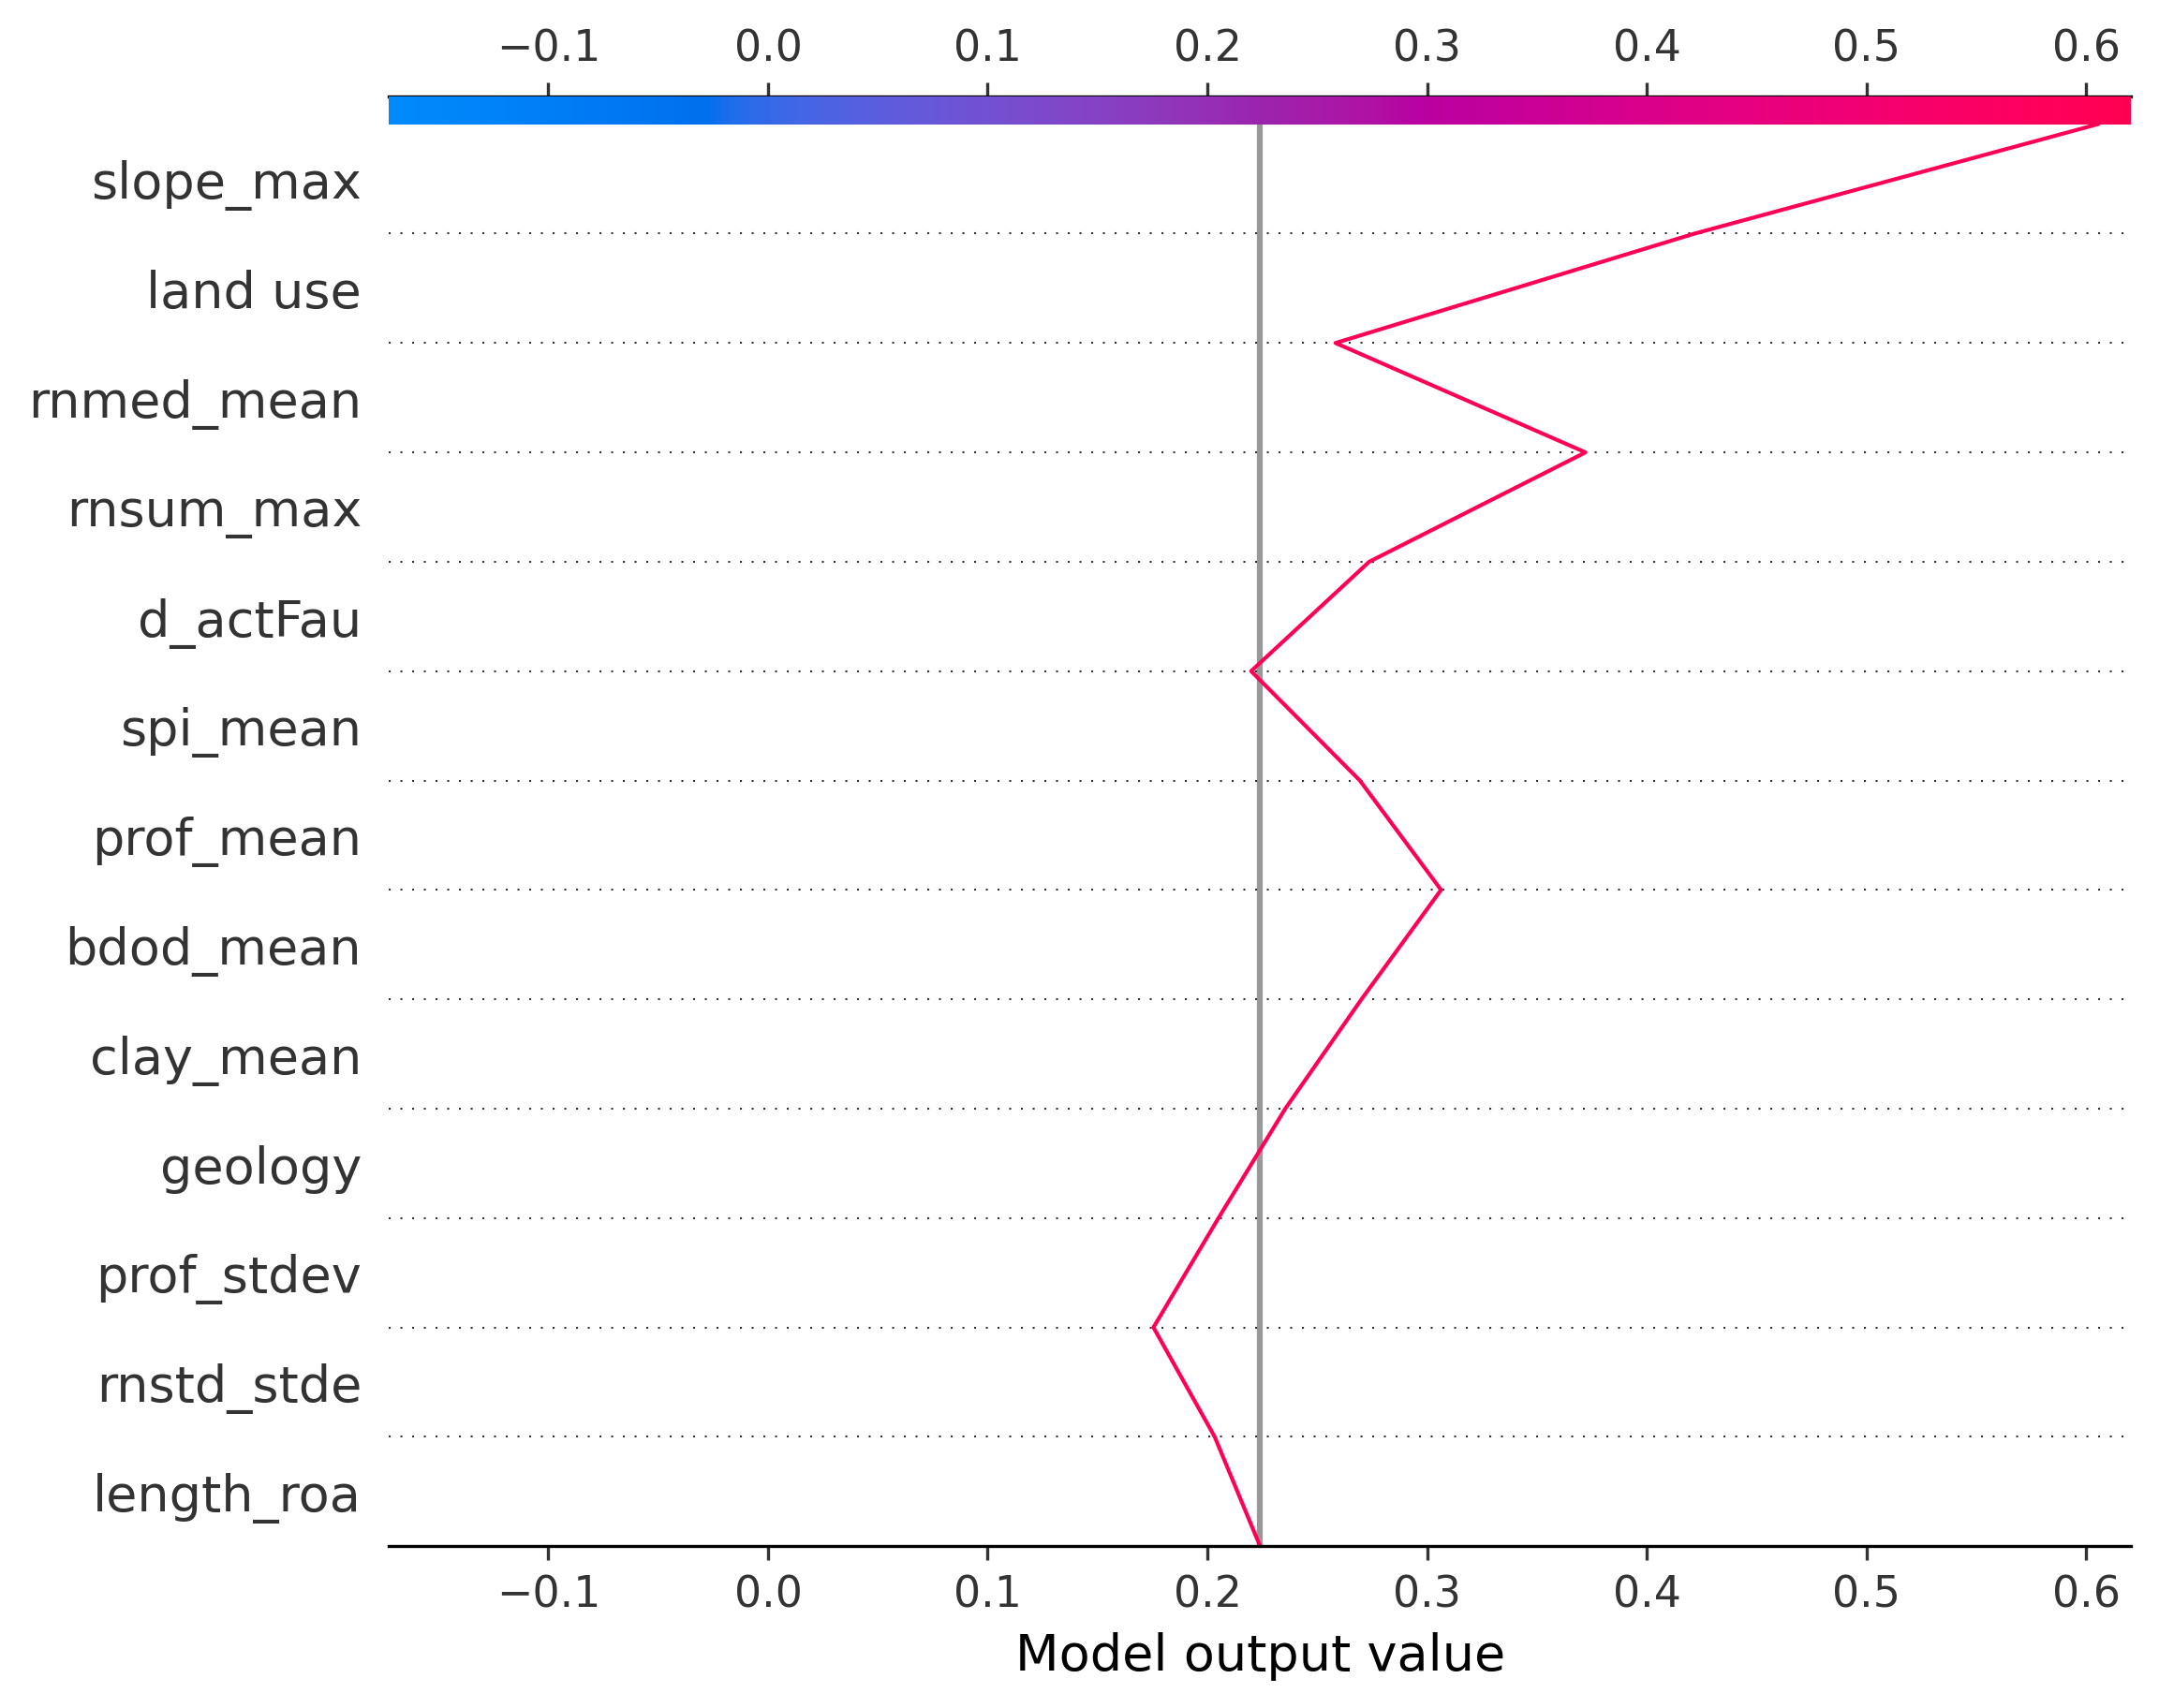 −0.1 0.0 0.1 0.2 0.3 0.4 0.5 0.6
slope_max
land use
rnmed_mean
rnsum_max
d_actFau
spi_mean
prof_mean
bdod_mean
clay_mean
geology
prof_stdev
rnstd_stde
length_roa
−0.1 0.0 0.1 0.2 0.3 0.4 0.5 0.6
Model output value